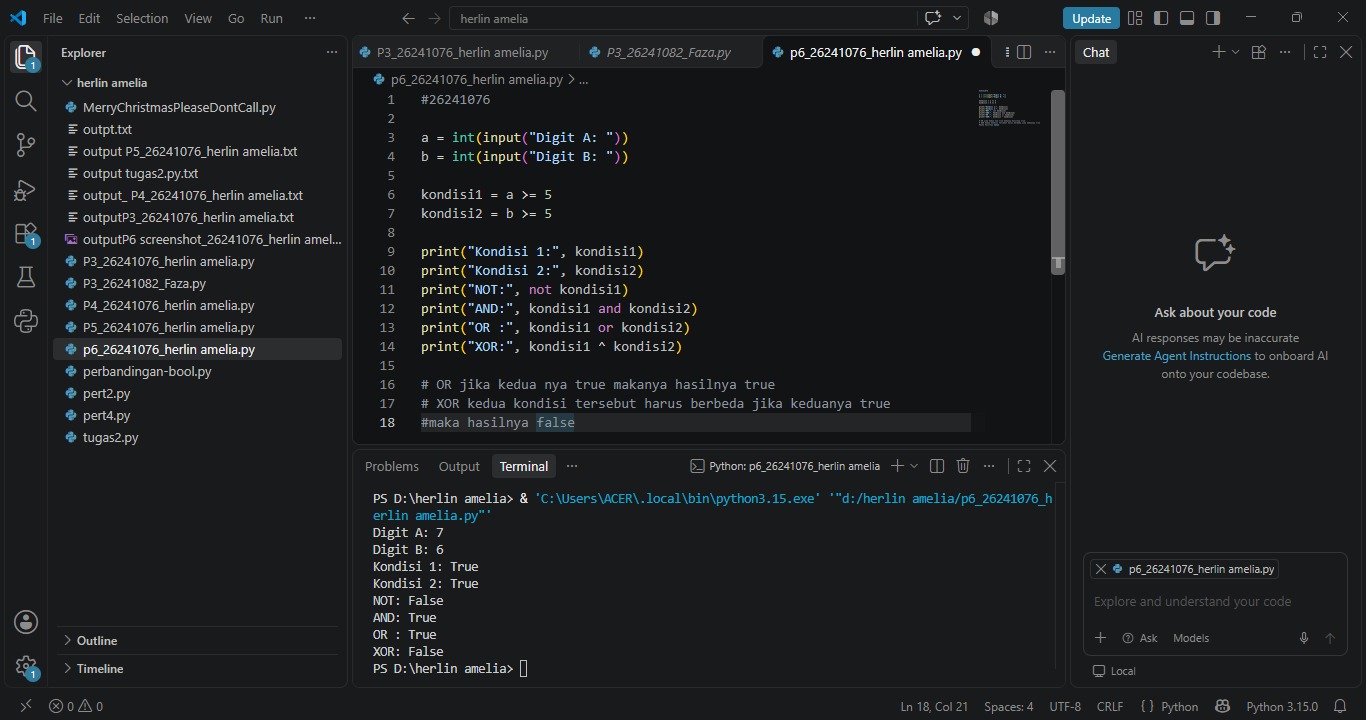 File Edit Selection View Go Run ···
herlin amelia
Update
Explorer ···
herlin amelia
MerryChristmasPleaseDontCall.py
outpt.txt
output P5_26241076_herlin amelia.txt
output tugas2.py.txt
output_ P4_26241076_herlin amelia.txt
outputP3_26241076_herlin amelia.txt
outputP6 screenshot_26241076_herlin amel...
P3_26241076_herlin amelia.py
P3_26241082_Faza.py
P4_26241076_herlin amelia.py
P5_26241076_herlin amelia.py
p6_26241076_herlin amelia.py
perbandingan-bool.py
pert2.py
pert4.py
tugas2.py
Outline
Timeline
1
1
1
P3_26241076_herlin amelia.py P3_26241082_Faza.py p6_26241076_herlin amelia.py
p6_26241076_herlin amelia.py > ...
1 #26241076
2
3 a = int(input("Digit A: "))
4 b = int(input("Digit B: "))
5
6 kondisi1 = a >= 5
7 kondisi2 = b >= 5
8
9 print("Kondisi 1:", kondisi1)
10 print("Kondisi 2:", kondisi2)
11 print("NOT:", not kondisi1)
12 print("AND:", kondisi1 and kondisi2)
13 print("OR :", kondisi1 or kondisi2)
14 print("XOR:", kondisi1 ^ kondisi2)
15
16 # OR jika kedua nya true makanya hasilnya true
17 # XOR kedua kondisi tersebut harus berbeda jika keduanya true
18 #maka hasilnya false
Problems Output Terminal ··· Python: p6_26241076_herlin amelia
PS D:\herlin amelia> & 'C:\Users\ACER\.local\bin\python3.15.exe' '"d:/herlin amelia/p6_26241076_h
erlin amelia.py"'
Digit A: 7
Digit B: 6
Kondisi 1: True
Kondisi 2: True
NOT: False
AND: True
OR : True
XOR: False
PS D:\herlin amelia>
Chat
Ask about your code
AI responses may be inaccurate
Generate Agent Instructions to onboard AI
onto your codebase.
p6_26241076_herlin amelia.py
Explore and understand your code
Ask Models
Local
0 0 Ln 18, Col 21 Spaces: 4 UTF-8 CRLF { } Python Python 3.15.0